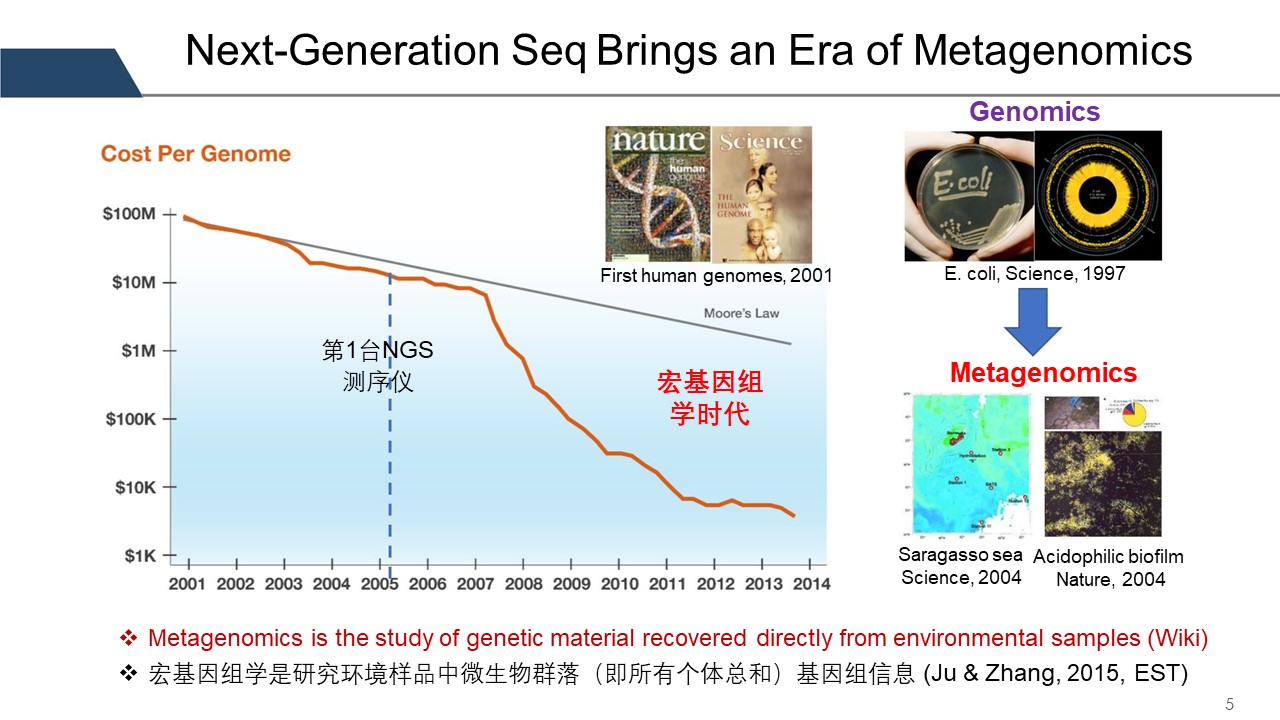 Next-Generation Seq Brings an Era of Metagenomics
Cost Per Genome
$100M
$10M
$1M
$100K
$10K
$1K
2001 2002 2003 2004 2005 2006 2007 2008 2009 2010 2011 2012 2013 2014
Moore's Law
第1台NGS
测序仪
宏基因组
学时代
nature
the
human
genome
Science
THE
HUMAN
GENOME
First human genomes, 2001
Genomics
E. coli
E. coli, Science, 1997
Metagenomics
Saragasso sea
Science, 2004
Acidophilic biofilm
Nature, 2004
❖ Metagenomics is the study of genetic material recovered directly from environmental samples (Wiki)
❖ 宏基因组学是研究环境样品中微生物群落（即所有个体总和）基因组信息 (Ju & Zhang, 2015, EST)
5